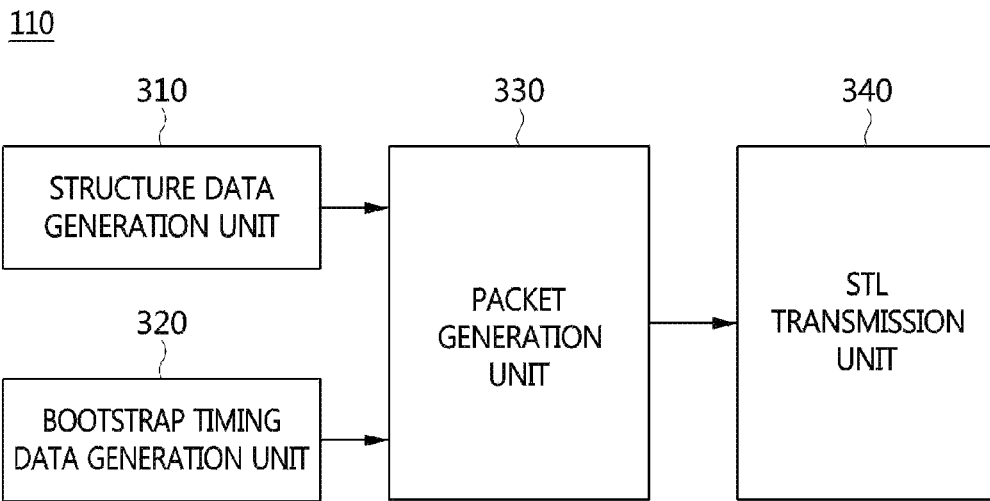 110
310
330
340
STRUCTURE DATA
GENERATION UNIT
320
BOOTSTRAP TIMING
DATA GENERATION UNIT
PACKET
GENERATION
UNIT
STL
TRANSMISSION
UNIT